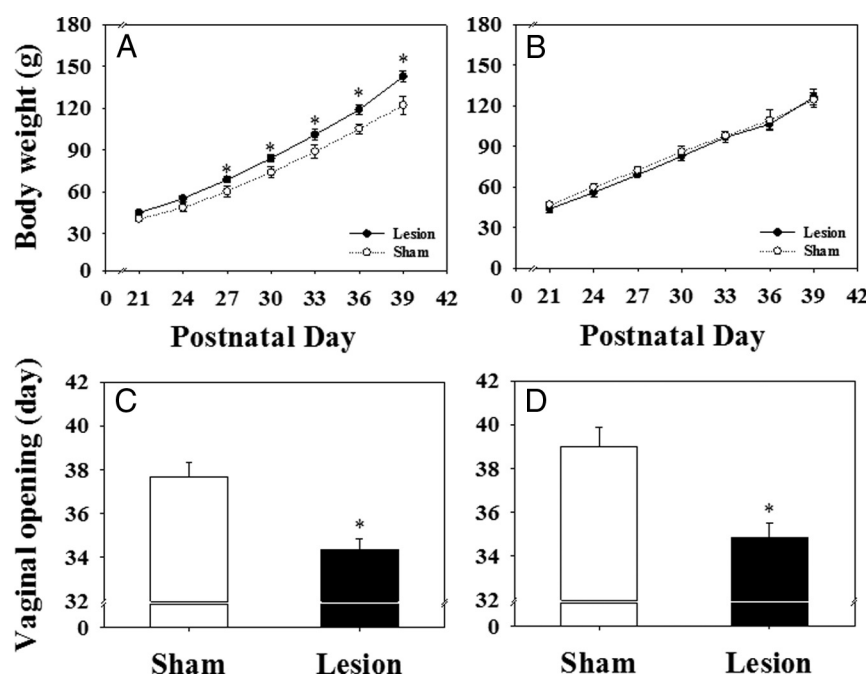 Body weight (g)
A
180
150
120
90
60
30
0
* * * * *
Lesion
Sham
0 21 24 27 30 33 36 39 42
Postnatal Day
B
180
150
120
90
60
30
0
Lesion
Sham
0 21 24 27 30 33 36 39 42
Postnatal Day
Vaginal opening (day)
C
42
40
38
36
34
32
0
*
Sham Lesion
D
42
40
38
36
34
32
0
*
Sham Lesion